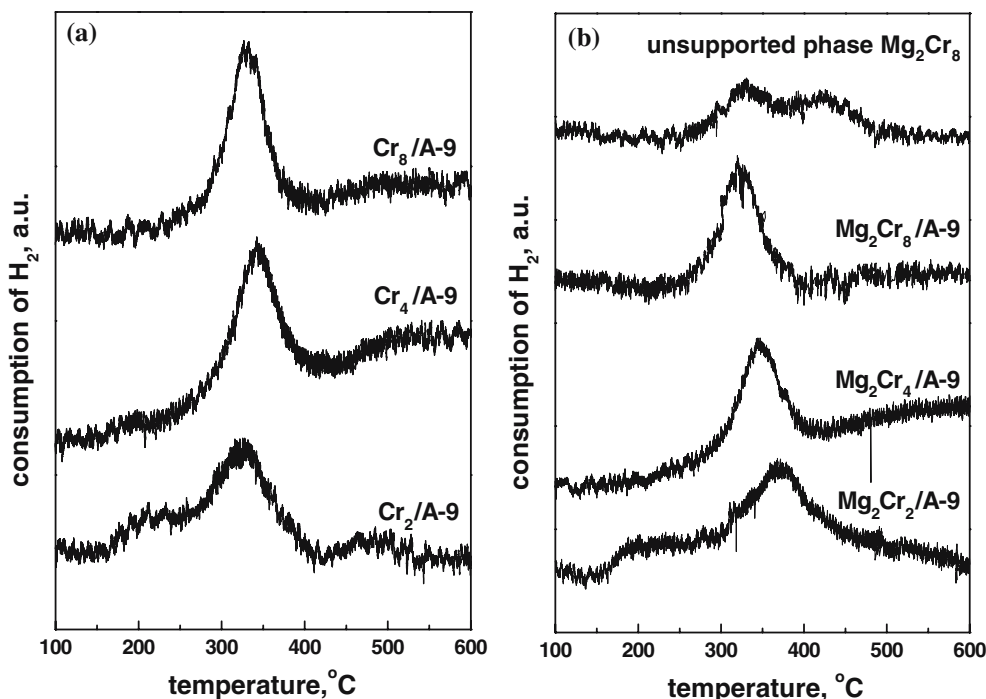 (a)
Cr₈/A-9
Cr₄/A-9
Cr₂/A-9
consumption of H₂, a.u.
100 200 300 400 500 600
temperature,°C
(b)
unsupported phase Mg₂Cr₈
Mg₂Cr₈/A-9
Mg₂Cr₄/A-9
Mg₂Cr₂/A-9
consumption of H₂, a.u.
100 200 300 400 500 600
temperature, °C